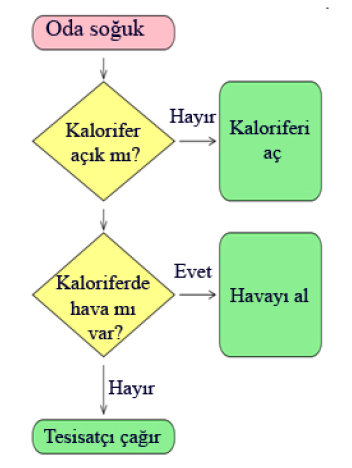 Oda soğuk
Kalorifer
açık mı?
Hayır
Kaloriferi
aç
Kaloriferde
hava mı
var?
Evet
Havayı al
Hayır
Tesisatçı çağır